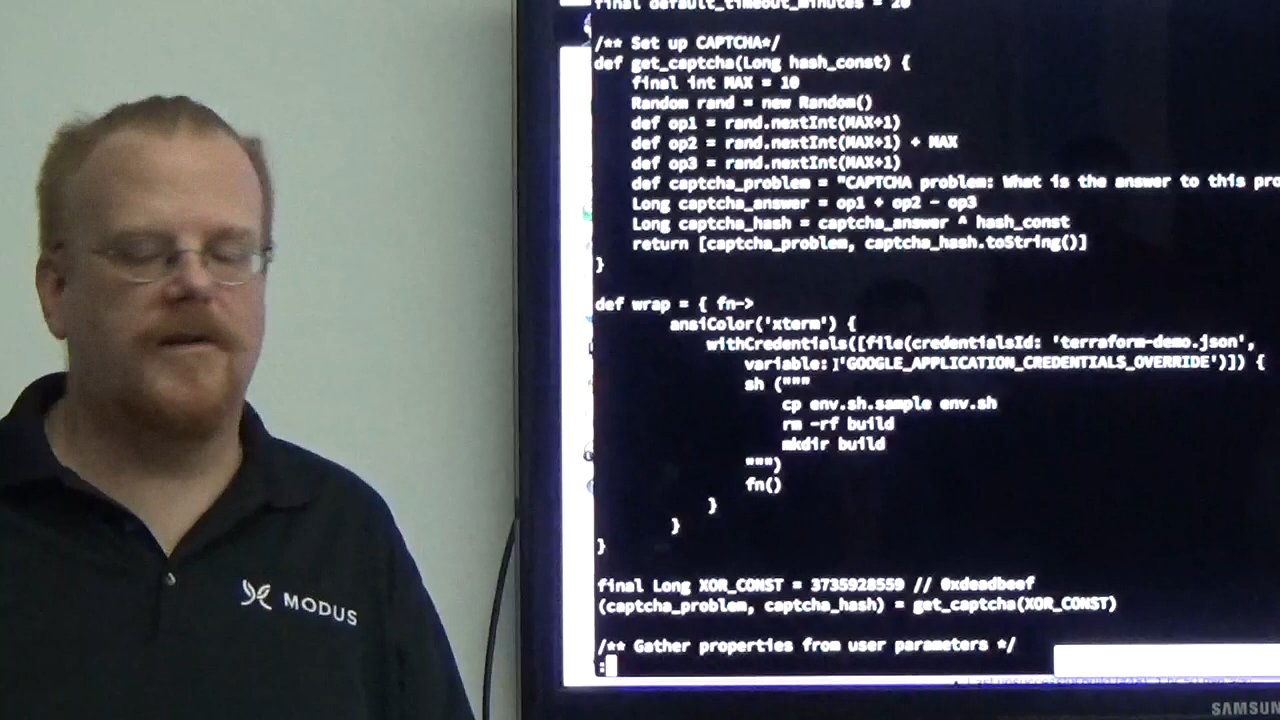 final default_timeout_minutes = 20
/** Set up CAPTCHA*/
def get_captcha(Long hash_const) {
final int MAX = 10
Random rand = new Random()
def op1 = rand.nextInt(MAX+1)
def op2 = rand.nextInt(MAX+1) + MAX
def op3 = rand.nextInt(MAX+1)
def captcha_problem = "CAPTCHA problem: What is the answer to this pro
Long captcha_answer = op1 + op2 - op3
Long captcha_hash = captcha_answer ^ hash_const
return [captcha_problem, captcha_hash.toString()]
}
def wrap = { fn->
ansiColor('xterm') {
withCredentials([file(credentialsId: 'terraform-demo.json',
variable: 'GOOGLE_APPLICATION_CREDENTIALS_OVERRIDE')]) {
sh ("""
cp env.sh.sample env.sh
rm -rf build
mkdir build
""")
fn()
}
}
}
final Long XOR_CONST = 3735928559 // 0xdeadbeef
(captcha_problem, captcha_hash) = get_captcha(XOR_CONST)
/** Gather properties from user parameters */
:
MODUS
SAMSUN